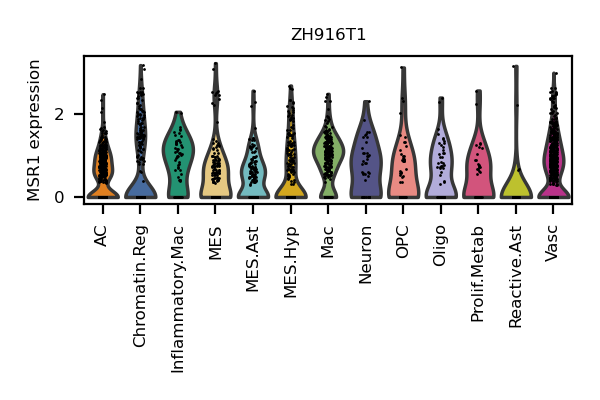 ZH916T1
MSR1 expression
2
0
AC
Chromatin.Reg
Inflammatory.Mac
MES
MES.Ast
MES.Hyp
Mac
Neuron
OPC
Oligo
Prolif.Metab
Reactive.Ast
Vasc